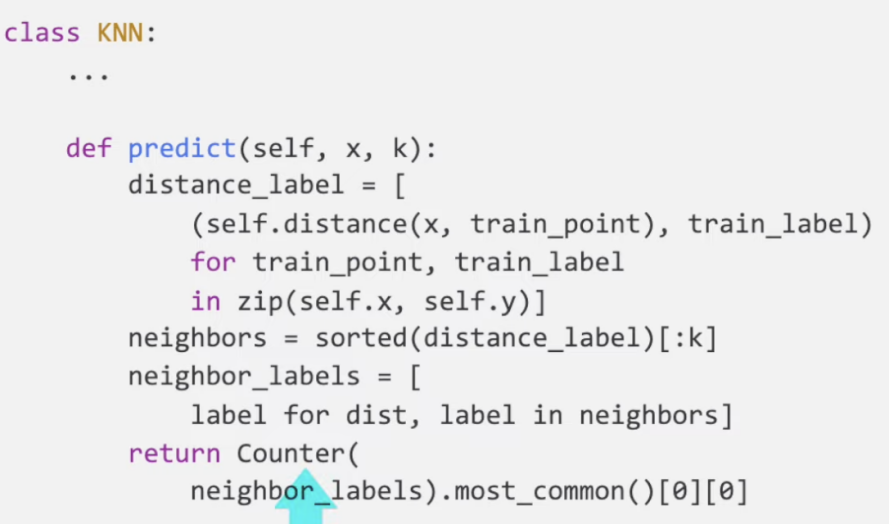 class KNN:
    ...
    def predict(self, x, k):
        distance_label = [
            (self.distance(x, train_point), train_label)
            for train_point, train_label
            in zip(self.x, self.y)]
        neighbors = sorted(distance_label)[:k]
        neighbor_labels = [
            label for dist, label in neighbors]
        return Counter(
            neighbor_labels).most_common()[0][0]